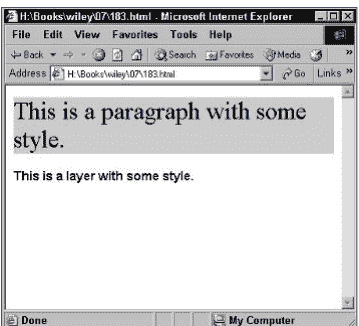 H:\Books\wiley\07\183.html - Microsoft Internet Explorer
File Edit View Favorites Tools Help
Back Search Favorites Media »
Address H:\Books\wiley\07\183.html Go Links »
This is a paragraph with some
style.
This is a layer with some style.
Done My Computer